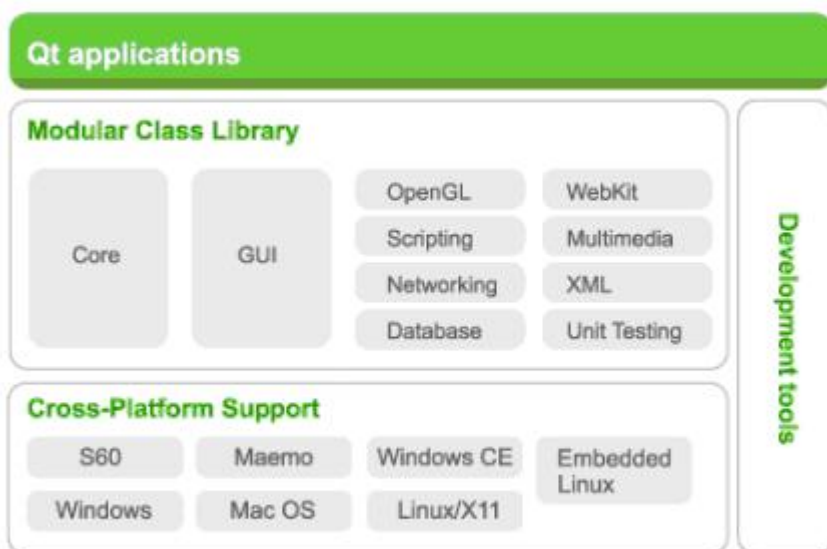 Qt applications
Modular Class Library
Core
GUI
OpenGL
WebKit
Scripting
Multimedia
Networking
XML
Database
Unit Testing
Development tools
Cross-Platform Support
S60
Maemo
Windows CE
Embedded
Linux
Windows
Mac OS
Linux/X11